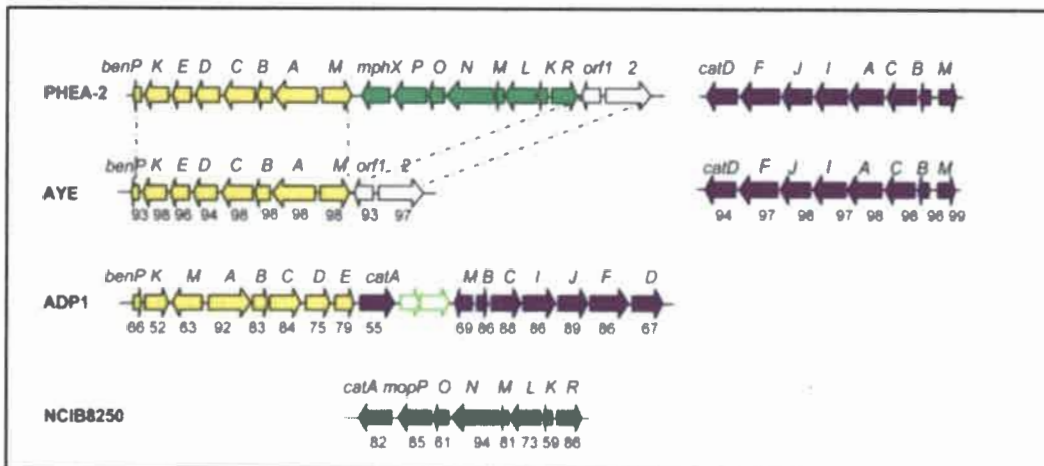 benP K E D C B A M mphX P O N M L K R orf1 2 catD F J I A C B M
PHEA-2
benP K E D C B A M orf1 2 catD F J I A C B M
AYE
93 98 96 94 98 98 98 98 93 97 94 97 98 97 98 98 96 99
benP K M A B C D E catA M B C I J F D
ADP1
66 52 63 92 83 84 75 79 55 69 86 88 86 89 86 67
catA mopP O N M L K R
NCIB8250
82 85 61 94 81 73 59 86